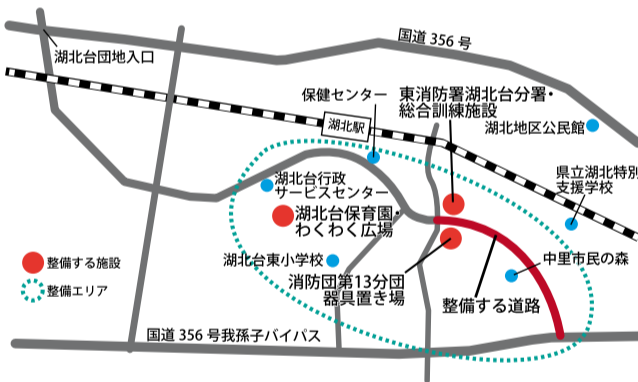 国道 356 号
湖北台団地入口
保健センター
東消防署湖北台分署・
総合訓練施設
湖北駅
湖北地区公民館
県立湖北特別
支援学校
湖北台行政
サービスセンター
湖北台保育園・
わくわく広場
湖北台東小学校
中里市民の森
消防団第13分団
器具置き場
整備する道路
整備する施設
整備エリア
国道 356 号我孫子バイパス